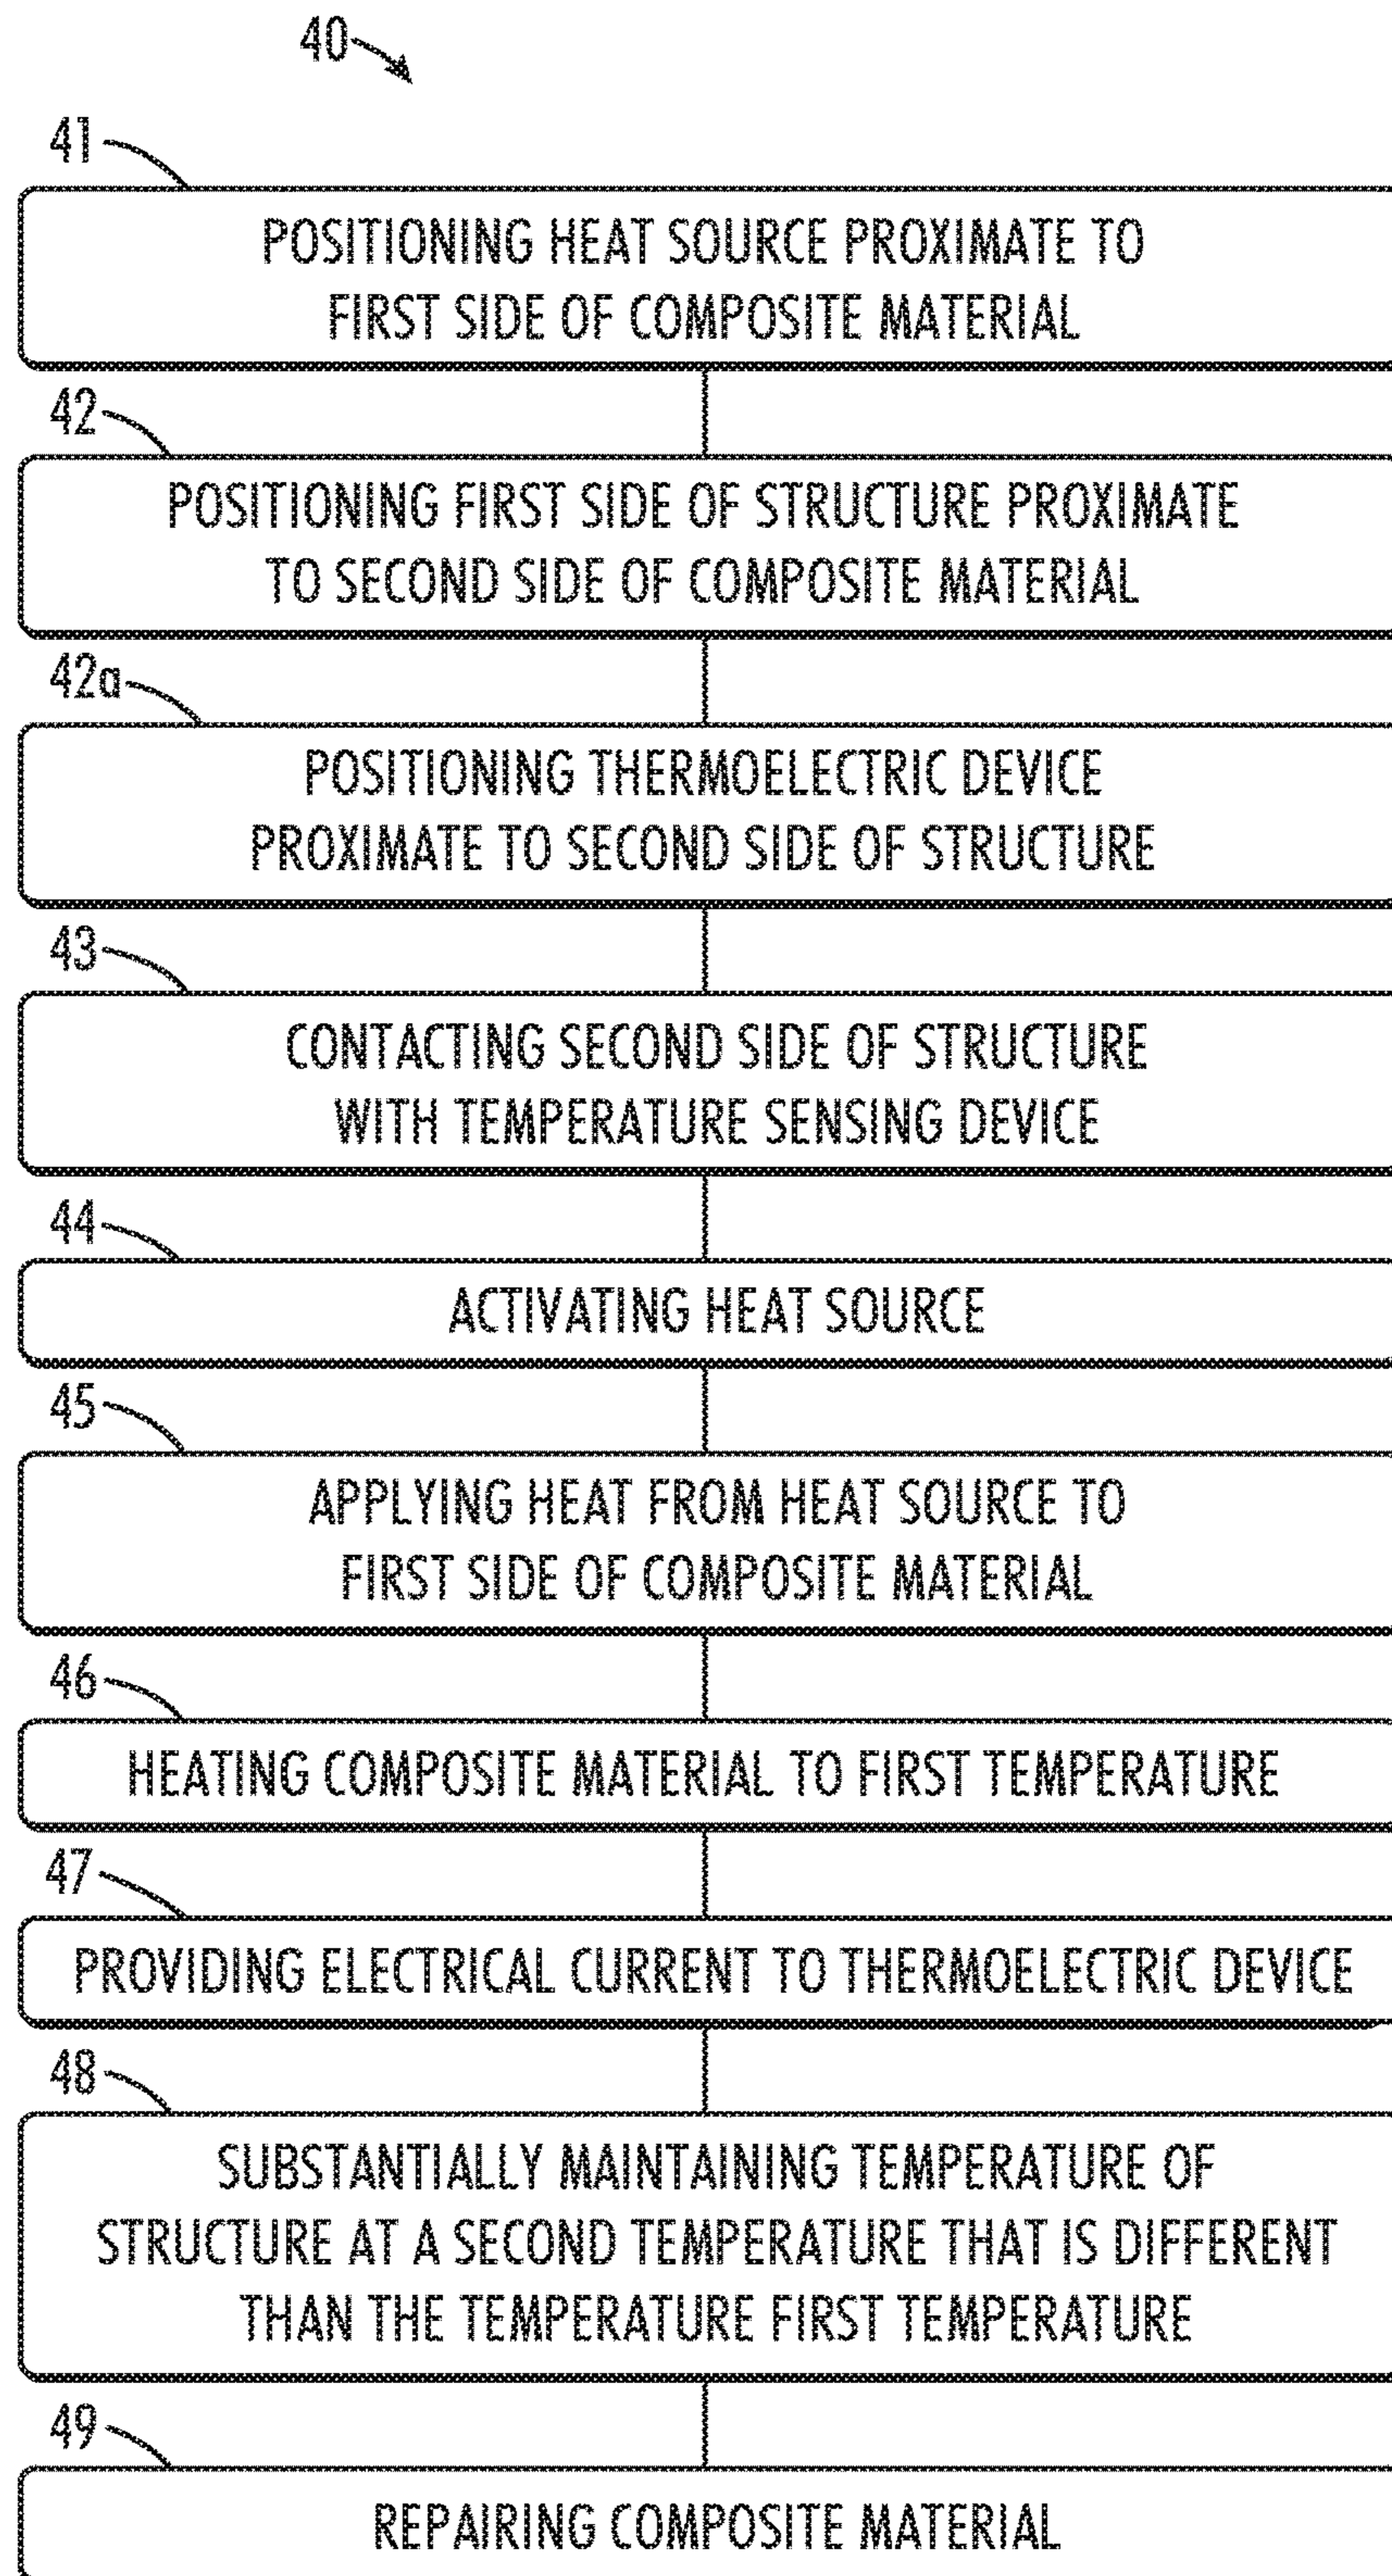 40
41
POSITIONING HEAT SOURCE PROXIMATE TO
FIRST SIDE OF COMPOSITE MATERIAL
42
POSITIONING FIRST SIDE OF STRUCTURE PROXIMATE
TO SECOND SIDE OF COMPOSITE MATERIAL
42a
POSITIONING THERMOELECTRIC DEVICE
PROXIMATE TO SECOND SIDE OF STRUCTURE
43
CONTACTING SECOND SIDE OF STRUCTURE
WITH TEMPERATURE SENSING DEVICE
44
ACTIVATING HEAT SOURCE
45
APPLYING HEAT FROM HEAT SOURCE TO
FIRST SIDE OF COMPOSITE MATERIAL
46
HEATING COMPOSITE MATERIAL TO FIRST TEMPERATURE
47
PROVIDING ELECTRICAL CURRENT TO THERMOELECTRIC DEVICE
48
SUBSTANTIALLY MAINTAINING TEMPERATURE OF
STRUCTURE AT A SECOND TEMPERATURE THAT IS DIFFERENT
THAN THE TEMPERATURE FIRST TEMPERATURE
49
REPAIRING COMPOSITE MATERIAL